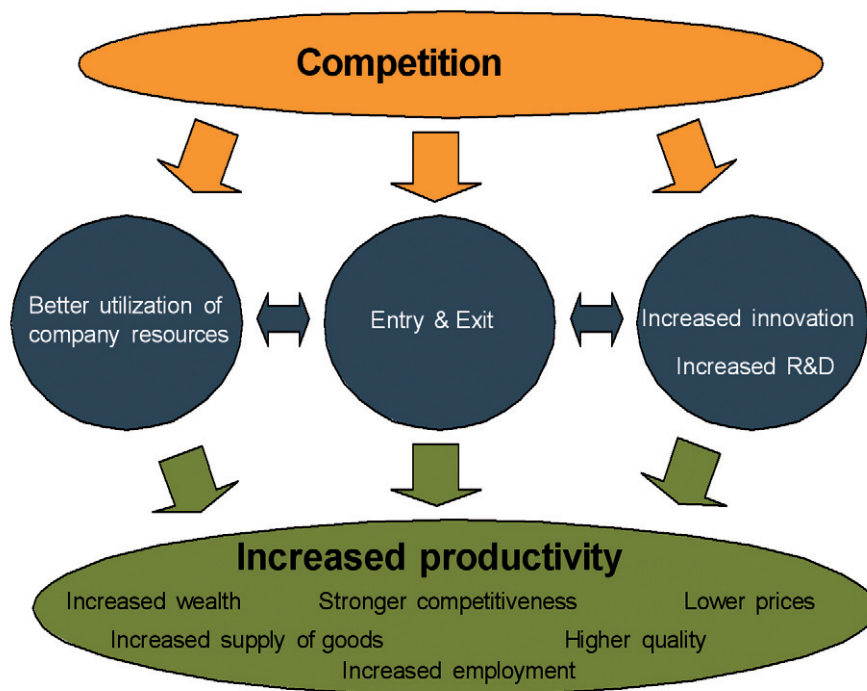 Competition
Better utilization of
company resources
Entry & Exit
Increased innovation
Increased R&D
Increased productivity
Increased wealth
Stronger competitiveness
Lower prices
Increased supply of goods
Higher quality
Increased employment